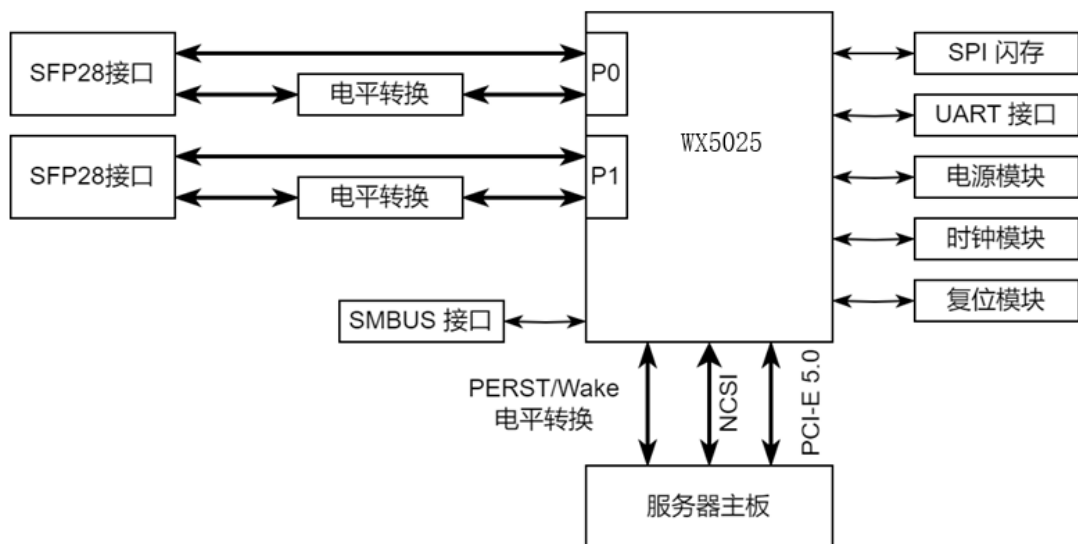 SFP28接口
电平转换
P0
SFP28接口
电平转换
P1
WX5025
SPI 闪存
UART 接口
电源模块
时钟模块
复位模块
SMBUS 接口
PERST/Wake
电平转换
NCSI
PCI-E 5.0
服务器主板